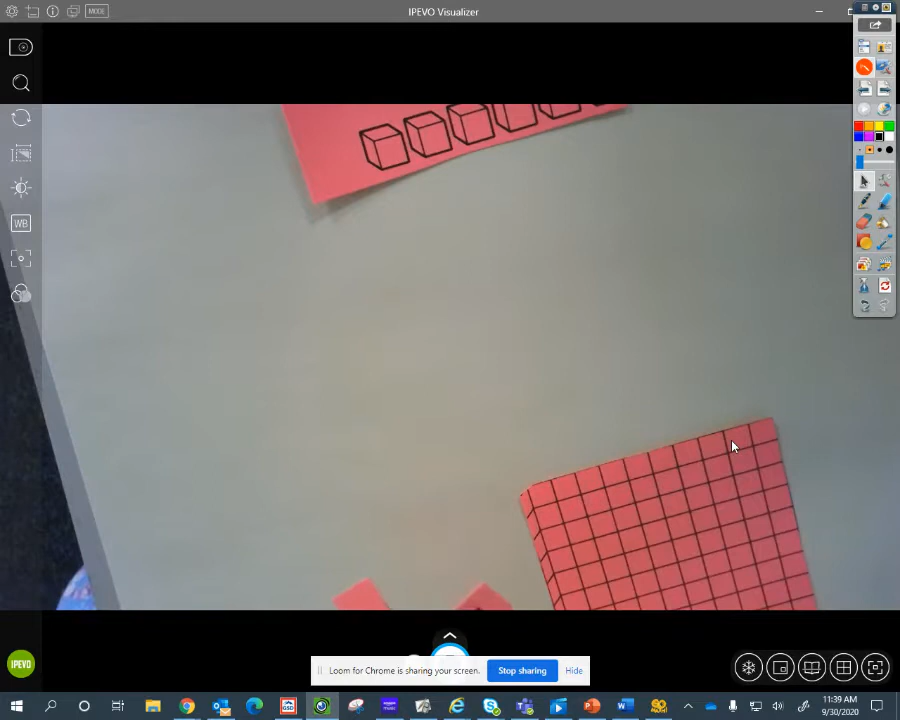 MODE
IPEVO Visualizer
WB
IPEVO
Loom for Chrome is sharing your screen.
Stop sharing
Hide
GSD
11:39 AM
9/30/2020